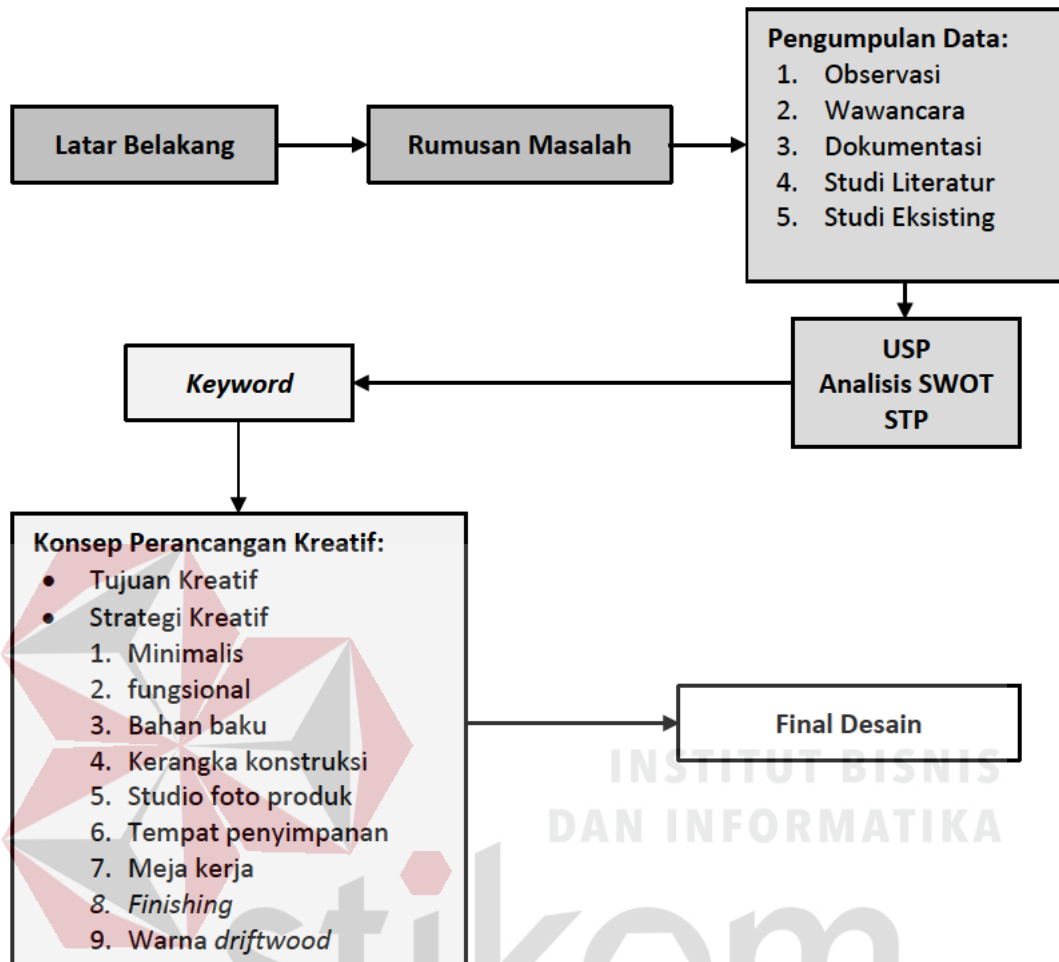 Latar Belakang
Rumusan Masalah
Pengumpulan Data:
1. Observasi
2. Wawancara
3. Dokumentasi
4. Studi Literatur
5. Studi Eksisting
USP
Analisis SWOT
STP
Keyword
Konsep Perancangan Kreatif:
• Tujuan Kreatif
• Strategi Kreatif
1. Minimalis
2. fungsional
3. Bahan baku
4. Kerangka konstruksi
5. Studio foto produk
6. Tempat penyimpanan
7. Meja kerja
8. Finishing
9. Warna driftwood
Final Desain
INSTITUT BISNIS
DAN INFORMATIKA
stikom